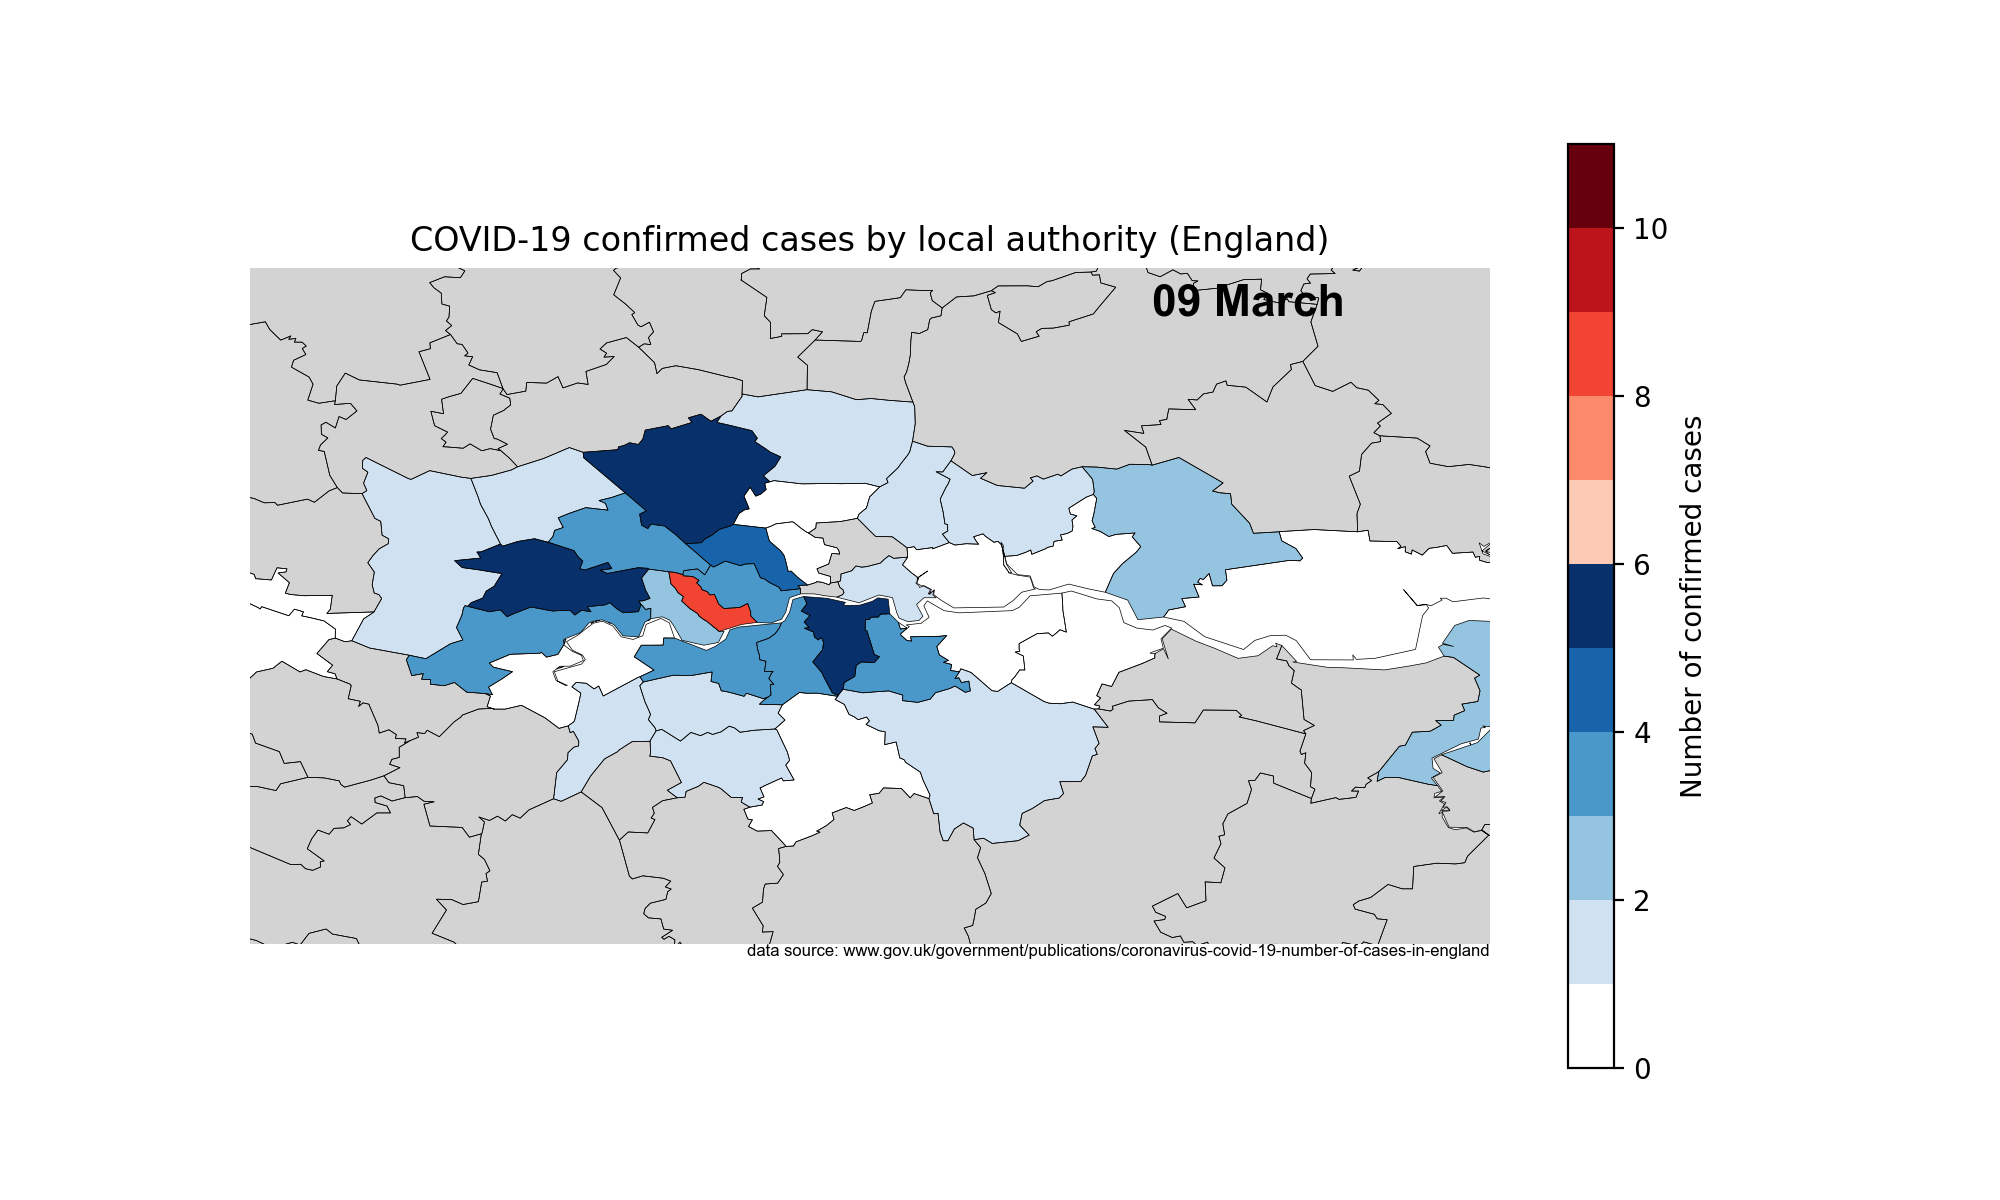 COVID-19 confirmed cases by local authority (England)
09 March
10
8
6
4
2
0
Number of confirmed cases
data source: www.gov.uk/government/publications/coronavirus-covid-19-number-of-cases-in-england